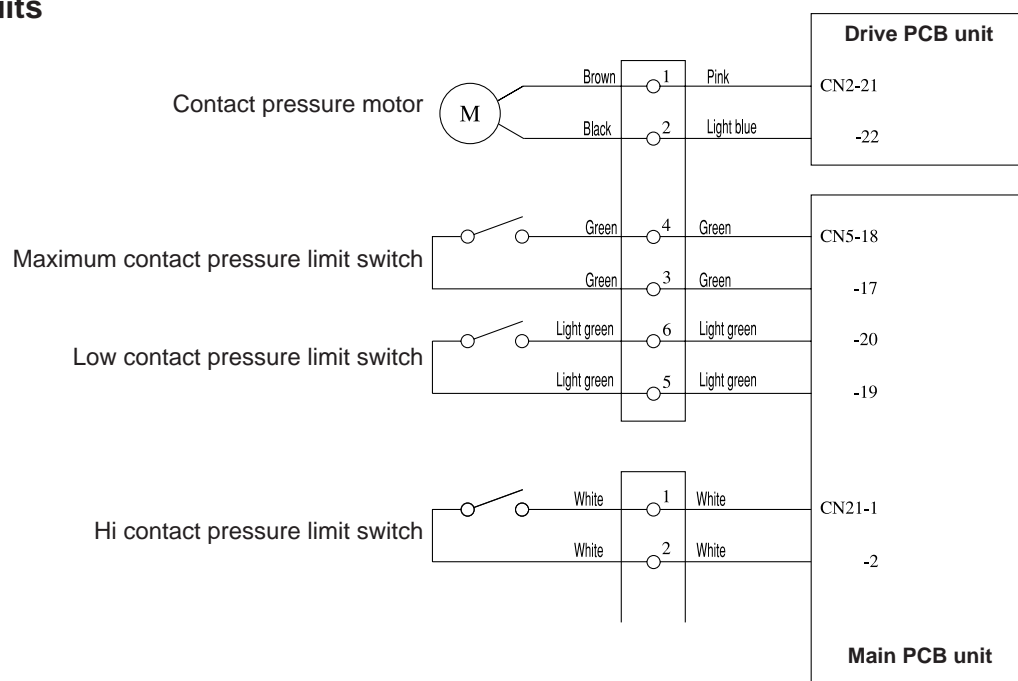 Drive PCB unit
Contact pressure motor
M
Brown 1 Pink CN2-21
Black 2 Light blue -22
Maximum contact pressure limit switch
Green 4 Green CN5-18
Green 3 Green -17
Low contact pressure limit switch
Light green 6 Light green -20
Light green 5 Light green -19
Hi contact pressure limit switch
White 1 White CN21-1
White 2 White -2
Main PCB unit